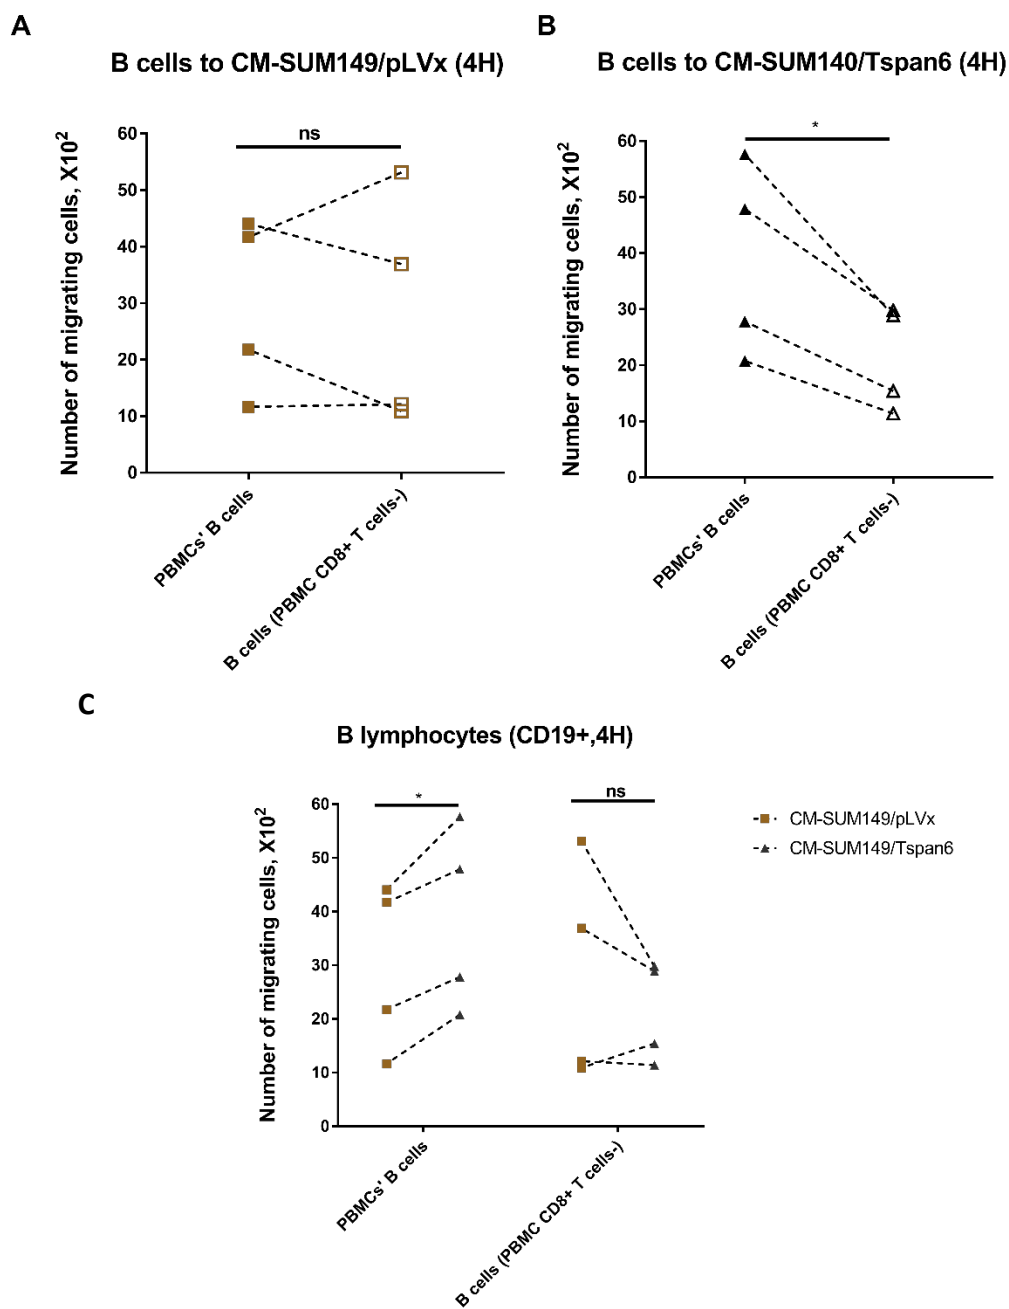 A
B cells to CM-SUM149/pLVx (4H)
Number of migrating cells, X10²
60
50
40
30
20
10
0
ns
PBMCs' B cells
B cells (PBMC CD8+ T cells-)
B
B cells to CM-SUM140/Tspan6 (4H)
Number of migrating cells, X10²
60
50
40
30
20
10
0
*
PBMCs' B cells
B cells (PBMC CD8+ T cells-)
C
B lymphocytes (CD19+,4H)
Number of migrating cells, X10²
60
50
40
30
20
10
0
*
ns
PBMCs' B cells
B cells (PBMC CD8+ T cells-)
CM-SUM149/pLVx
CM-SUM149/Tspan6